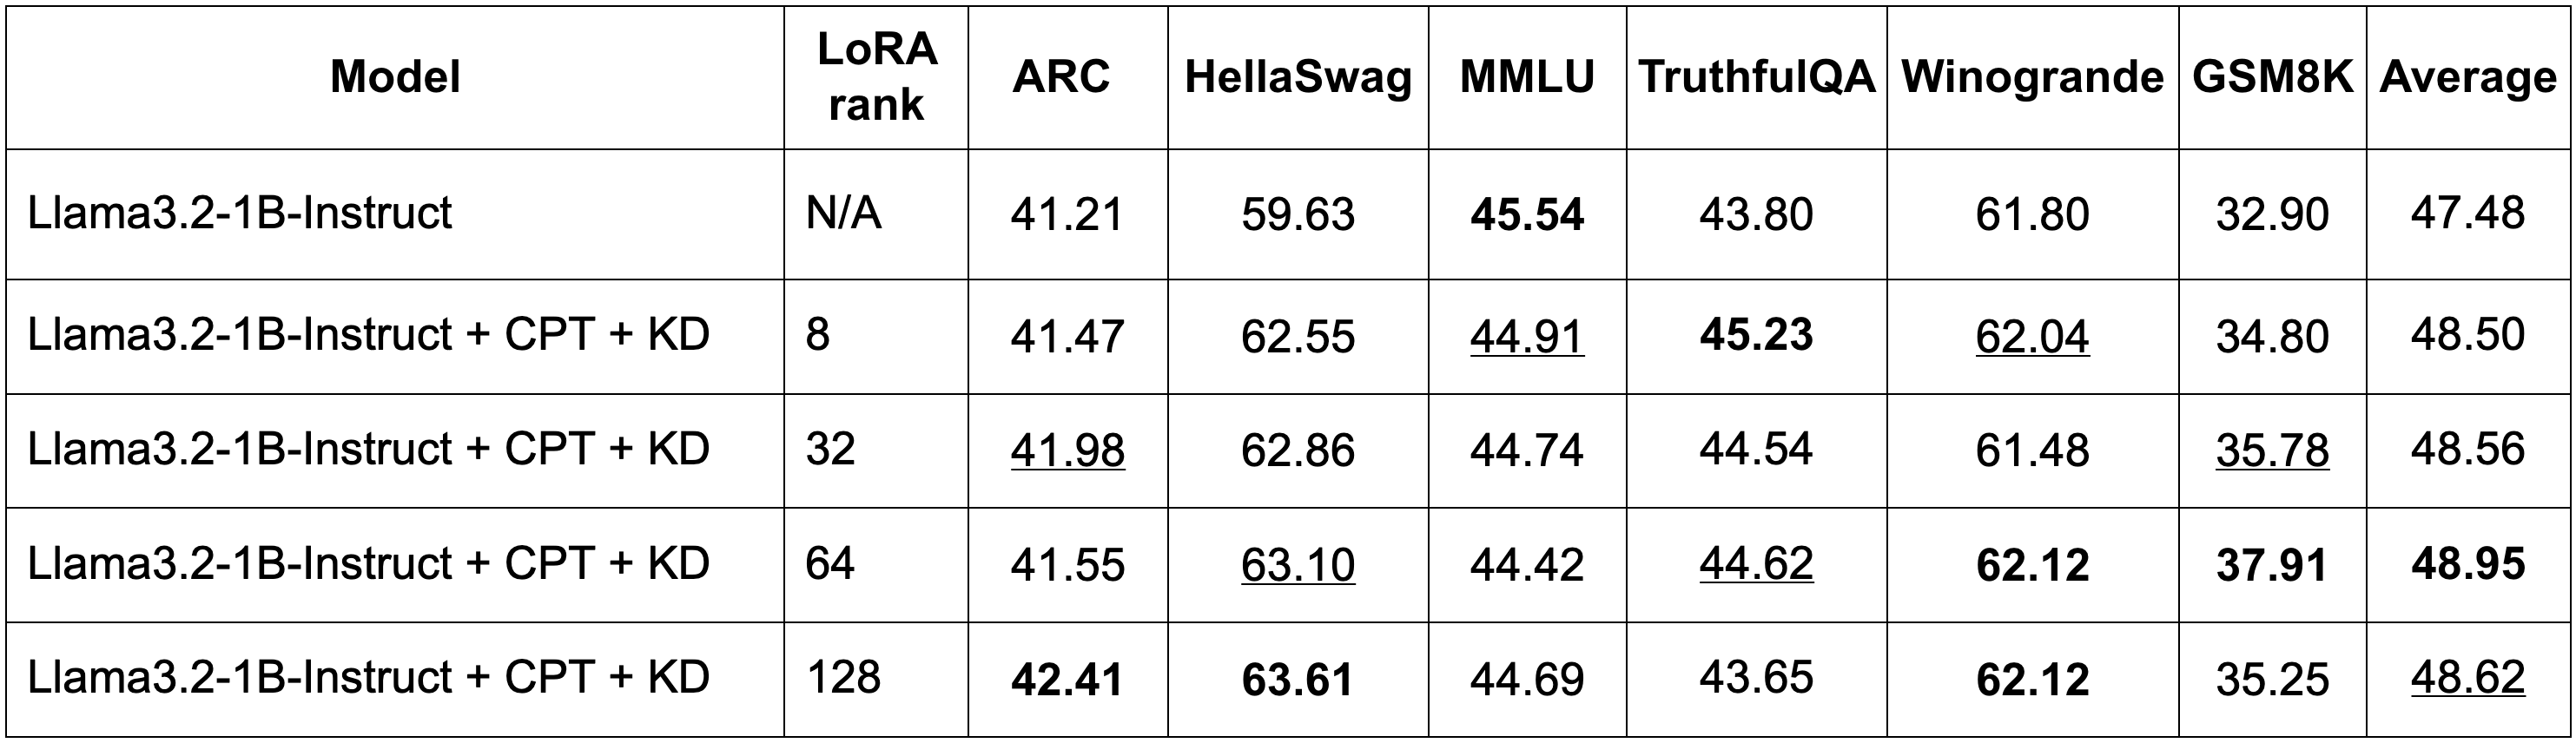 Model LoRA rank ARC HellaSwag MMLU TruthfulQA Winogrande GSM8K Average
Llama3.2-1B-Instruct N/A 41.21 59.63 45.54 43.80 61.80 32.90 47.48
Llama3.2-1B-Instruct + CPT + KD 8 41.47 62.55 44.91 45.23 62.04 34.80 48.50
Llama3.2-1B-Instruct + CPT + KD 32 41.98 62.86 44.74 44.54 61.48 35.78 48.56
Llama3.2-1B-Instruct + CPT + KD 64 41.55 63.10 44.42 44.62 62.12 37.91 48.95
Llama3.2-1B-Instruct + CPT + KD 128 42.41 63.61 44.69 43.65 62.12 35.25 48.62